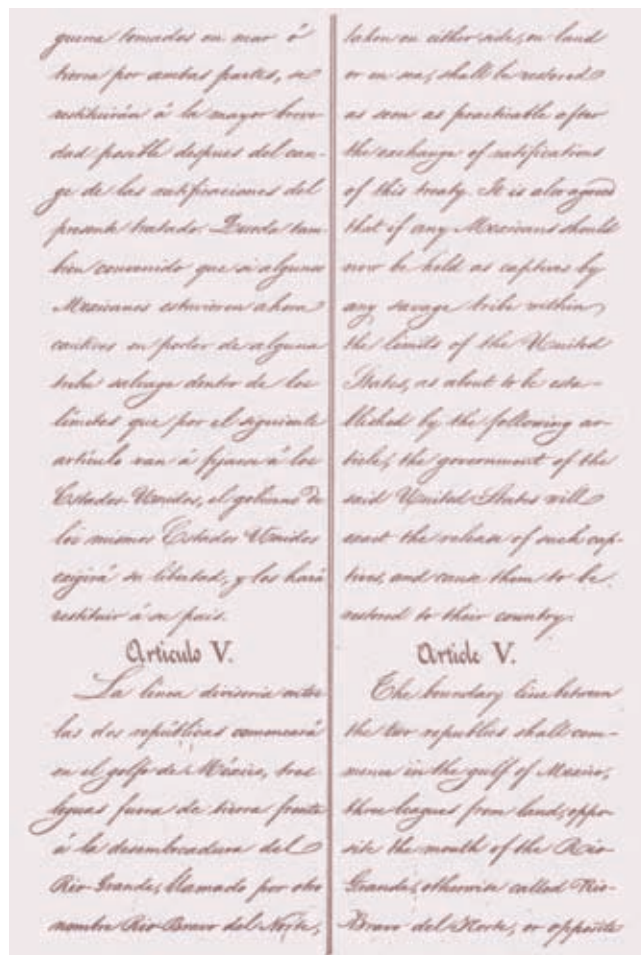 guerra tomados en mar ó
tierra por ambas partes, se
restituirán á la mayor breve
dad posible despues del can-
ge de las ratificaciones del
presente tratado. Queda tam-
bien convenido que si algunos
Mexicanos estuvieren ahora
cautivos en poder de alguna
tribu salvage dentro de los
límites que por el siguiente
artículo van á fijarse á los
Estados Unidos, el gobierno de
los mismos Estados Unidos
exigirá su libertad, y los hará
restituir á su pais.
Articulo V.
La linea divisoria entre
las dos repúblicas comenzará
en el golfo de México, tres
leguas fuera de tierra frente
á la desembocadura del
Rio Grande, llamado por otro
nombre Rio Bravo del Norte,
taken on either side, on land
or on sea, shall be restored
as soon as practicable after
the exchange of ratifications
of this treaty. It is also agreed
that if any Mexicans should
now be held as captives by
any savage tribe within
the limits of the United
States, as about to be esta-
blished by the following ar-
ticle, the government of the
said United States will
exact the release of such cap-
tives, and cause them to be
restored to their country.
Article V.
The boundary line between
the two republics shall com-
mence in the gulf of Mexico,
three leagues from land, oppo-
site the mouth of the Rio
Grande, otherwise called Rio
Bravo del Norte, or opposite